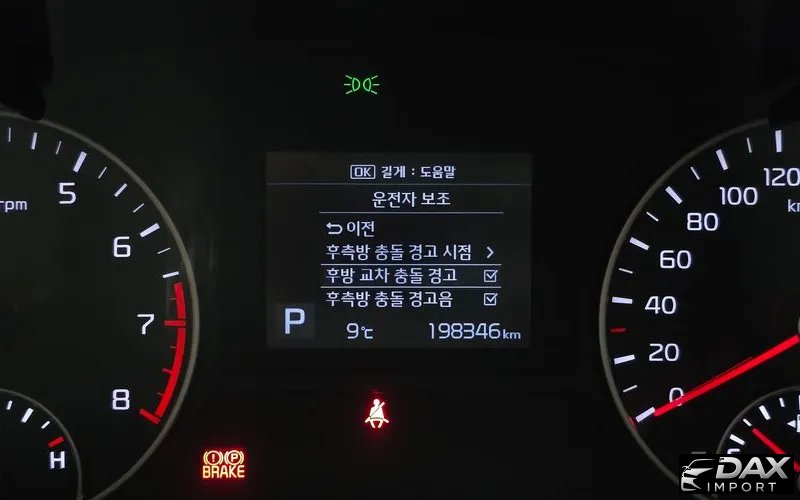 OK 길게 : 도움말
운전자 보조
이전
후측방 충돌 경고 시점 >
후방 교차 충돌 경고
후측방 충돌 경고음
P 9℃ 198346 km
rpm
5
6
7
8
H
BRAKE
120
100
80
60
40
20
0
DAX
IMPORT